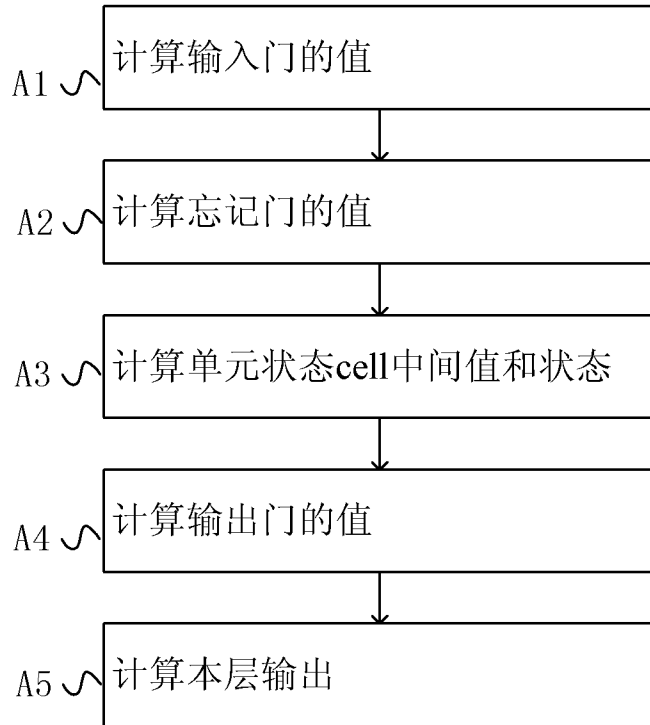 A1 计算输入门的值
A2 计算忘记门的值
A3 计算单元状态cell中间值和状态
A4 计算输出门的值
A5 计算本层输出